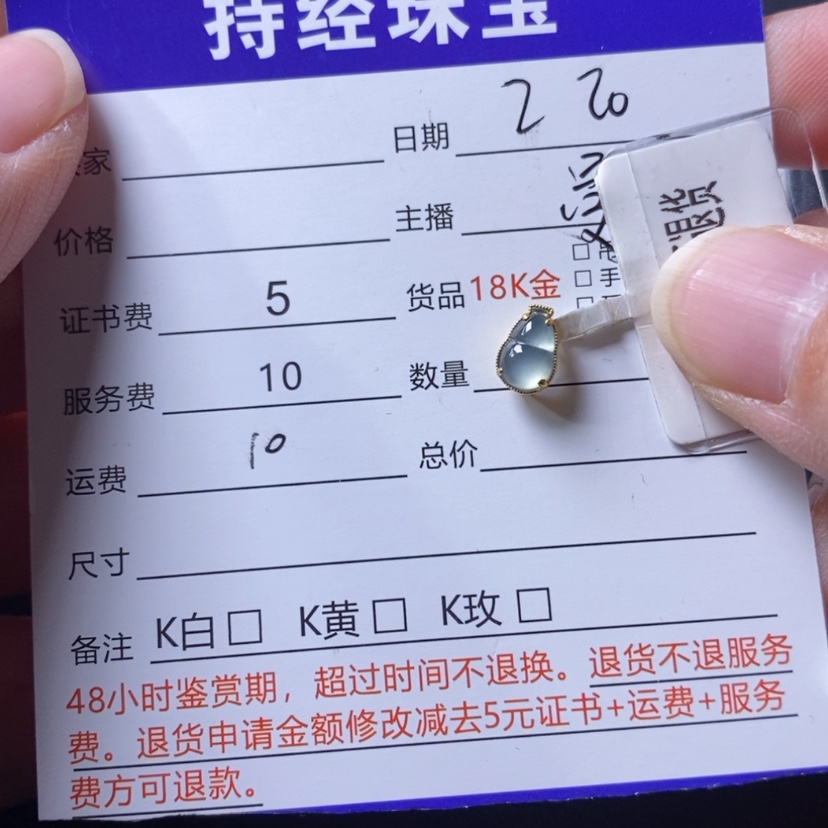 持经珠宝
家 日期 2 20
价格 主播
证书费 5 货品 18K金
服务费 10 数量
运费 10 总价
尺寸
备注 K白□ K黄□ K玫□
48小时鉴赏期，超过时间不退换。退货不退服务
费。退货申请金额修改减去5元证书+运费+服务
费方可退款。